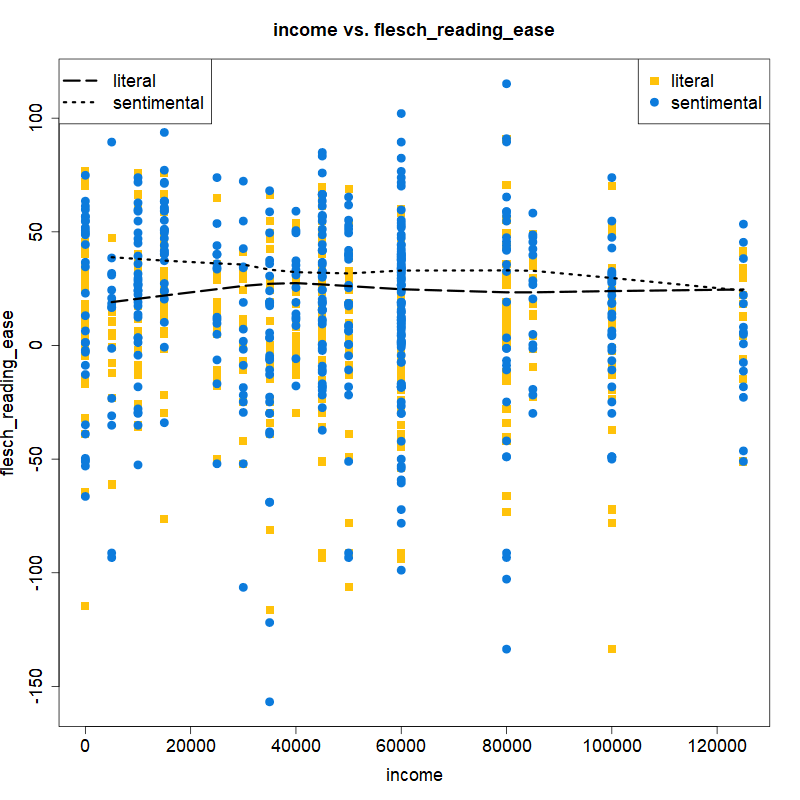 income vs. flesch_reading_ease
literal
sentimental
literal
sentimental
flesch_reading_ease
100
50
0
-50
-100
-150
0 20000 40000 60000 80000 100000 120000
income